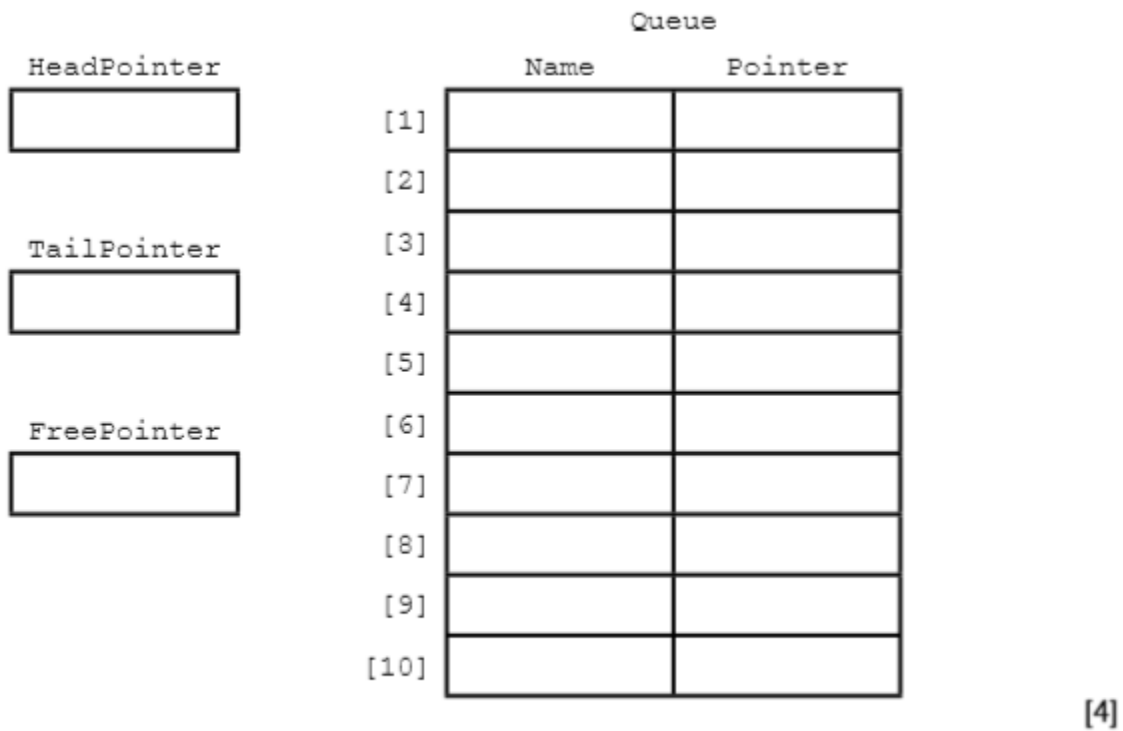 Queue
HeadPointer Name Pointer
[1]
[2]
TailPointer [3]
[4]
[5]
FreePointer [6]
[7]
[8]
[9]
[10]
[4]